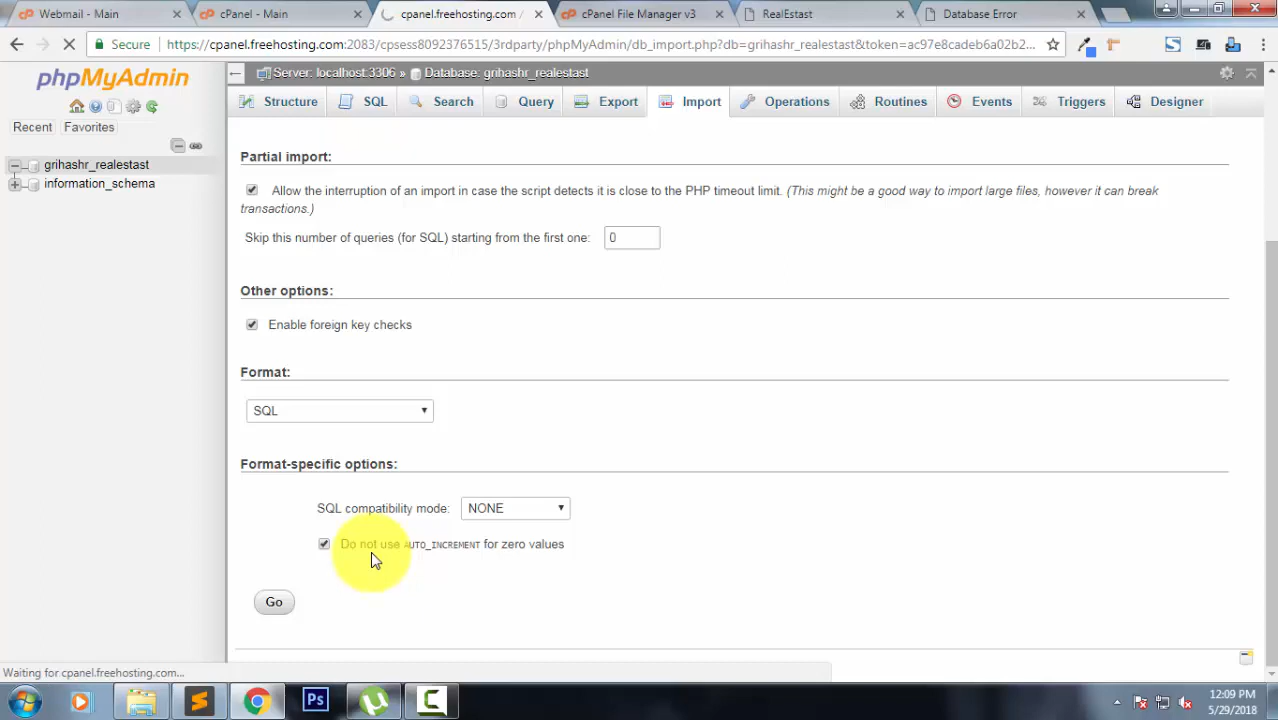 Webmail - Main
cPanel - Main
cpanel.freehosting.com /
cPanel File Manager v3
RealEstast
Database Error
Secure
https://cpanel.freehosting.com:2083/cpsess8092376515/3rdparty/phpMyAdmin/db_import.php?db=grihashr_realestast&token=ac97e8cadeb6a02b2...
phpMyAdmin
Server: localhost:3306 » Database: grihashr_realestast
Structure
SQL
Search
Query
Export
Import
Operations
Routines
Events
Triggers
Designer
Recent
Favorites
grihashr_realestast
information_schema
Partial import:
Allow the interruption of an import in case the script detects it is close to the PHP timeout limit. (This might be a good way to import large files, however it can break
transactions.)
Skip this number of queries (for SQL) starting from the first one: 0
Other options:
Enable foreign key checks
Format:
SQL
Format-specific options:
SQL compatibility mode: NONE
Do not use AUTO_INCREMENT for zero values
Go
Waiting for cpanel.freehosting.com...
Ps
12:09 PM
5/29/2018